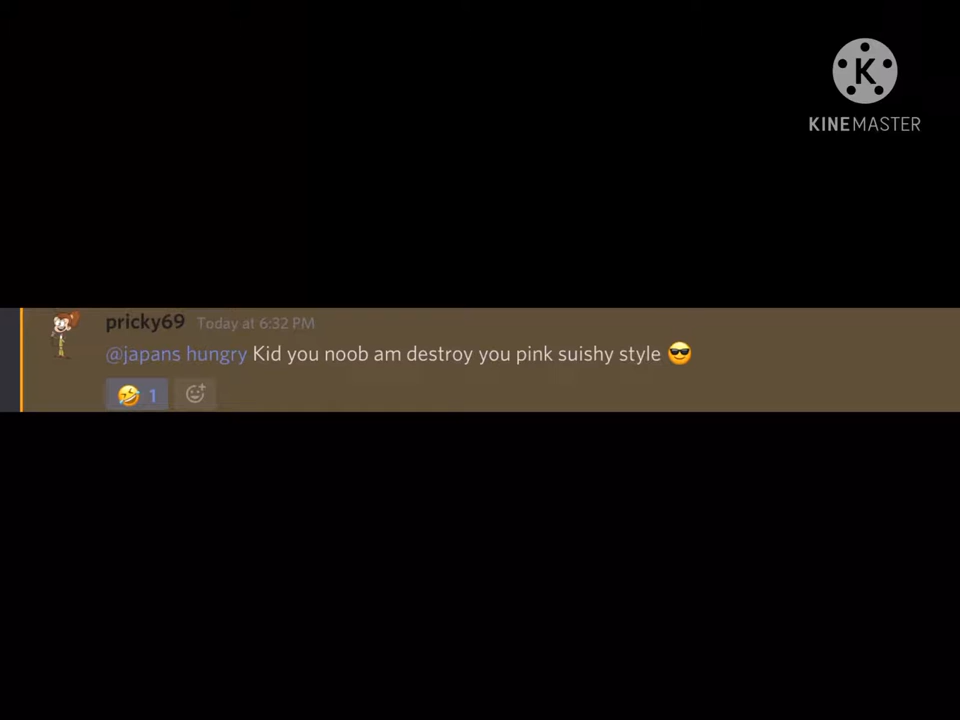 K
KINEMASTER
pricky69 Today at 6:32 PM
@japans hungry Kid you noob am destroy you pink suishy style 😎
🤣 1